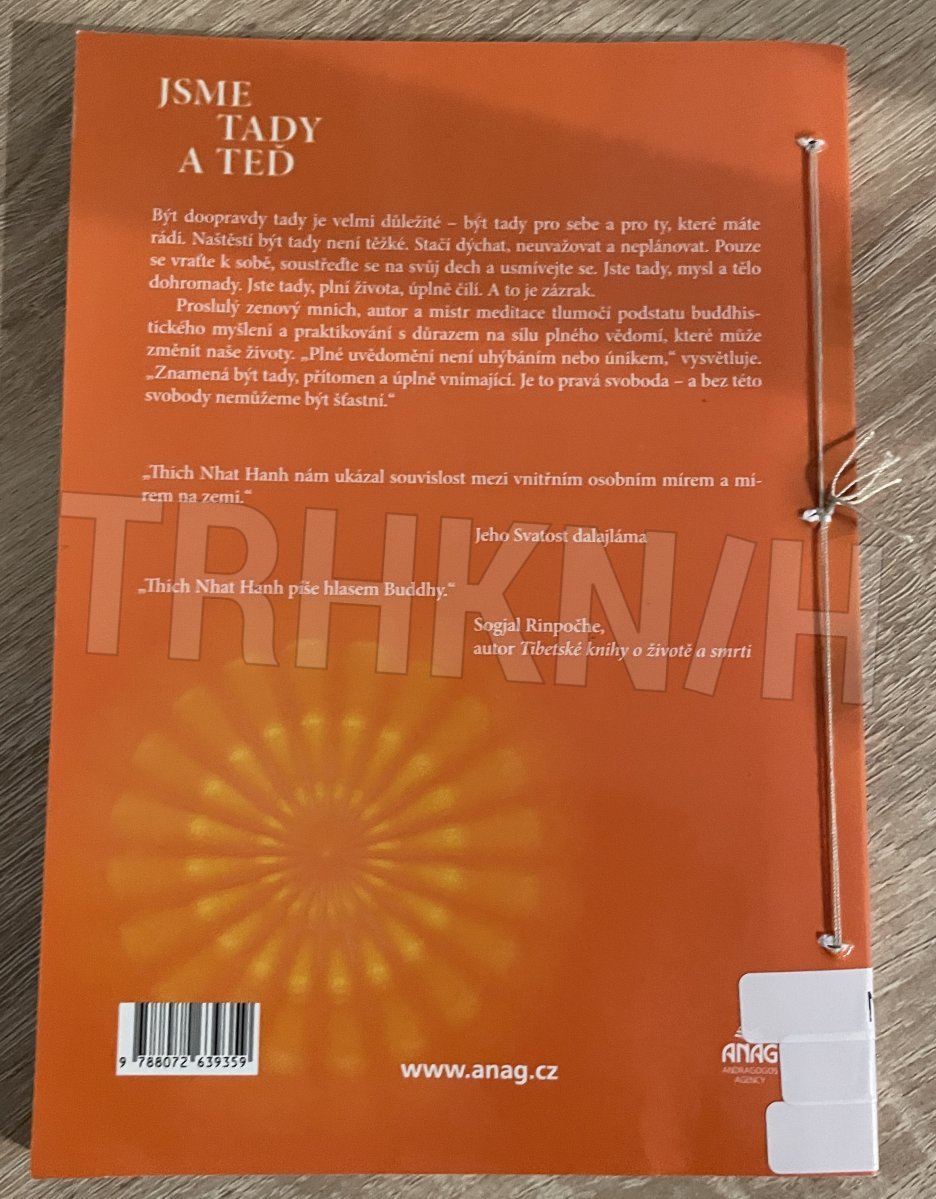 JSME
TADY
A TEĎ
Být doopravdy tady je velmi důležité – být tady pro sebe a pro ty, které máte
rádi. Naštěstí být tady není těžké. Stačí dýchat, neuvažovat a neplánovat. Pouze
se vraťte k sobě, soustřeďte se na svůj dech a usmívejte se. Jste tady, mysl a tělo
dohromady. Jste tady, plní života, úplně čilí. A to je zázrak.
Proslulý zenový mnich, autor a mistr meditace tlumočí podstatu buddhis-
tického myšlení a praktikování s důrazem na sílu plného vědomí, které může
změnit naše životy. „Plné uvědomění není uhýbáním nebo únikem,“ vysvětluje.
„Znamená být tady, přítomen a úplně vnímající. Je to pravá svoboda – a bez této
svobody nemůžeme být šťastní.“
„Thich Nhat Hanh nám ukázal souvislost mezi vnitřním osobním mírem a mí-
rem na zemi.“
Jeho Svatost dalajláma
TRHKN/H
„Thich Nhat Hanh píše hlasem Buddhy.“
Sogjal Rinpočhe,
autor Tibetské knihy o životě a smrti
9 788072 639359
www.anag.cz
ANAG
ANDRAGOGOS
AGENCY